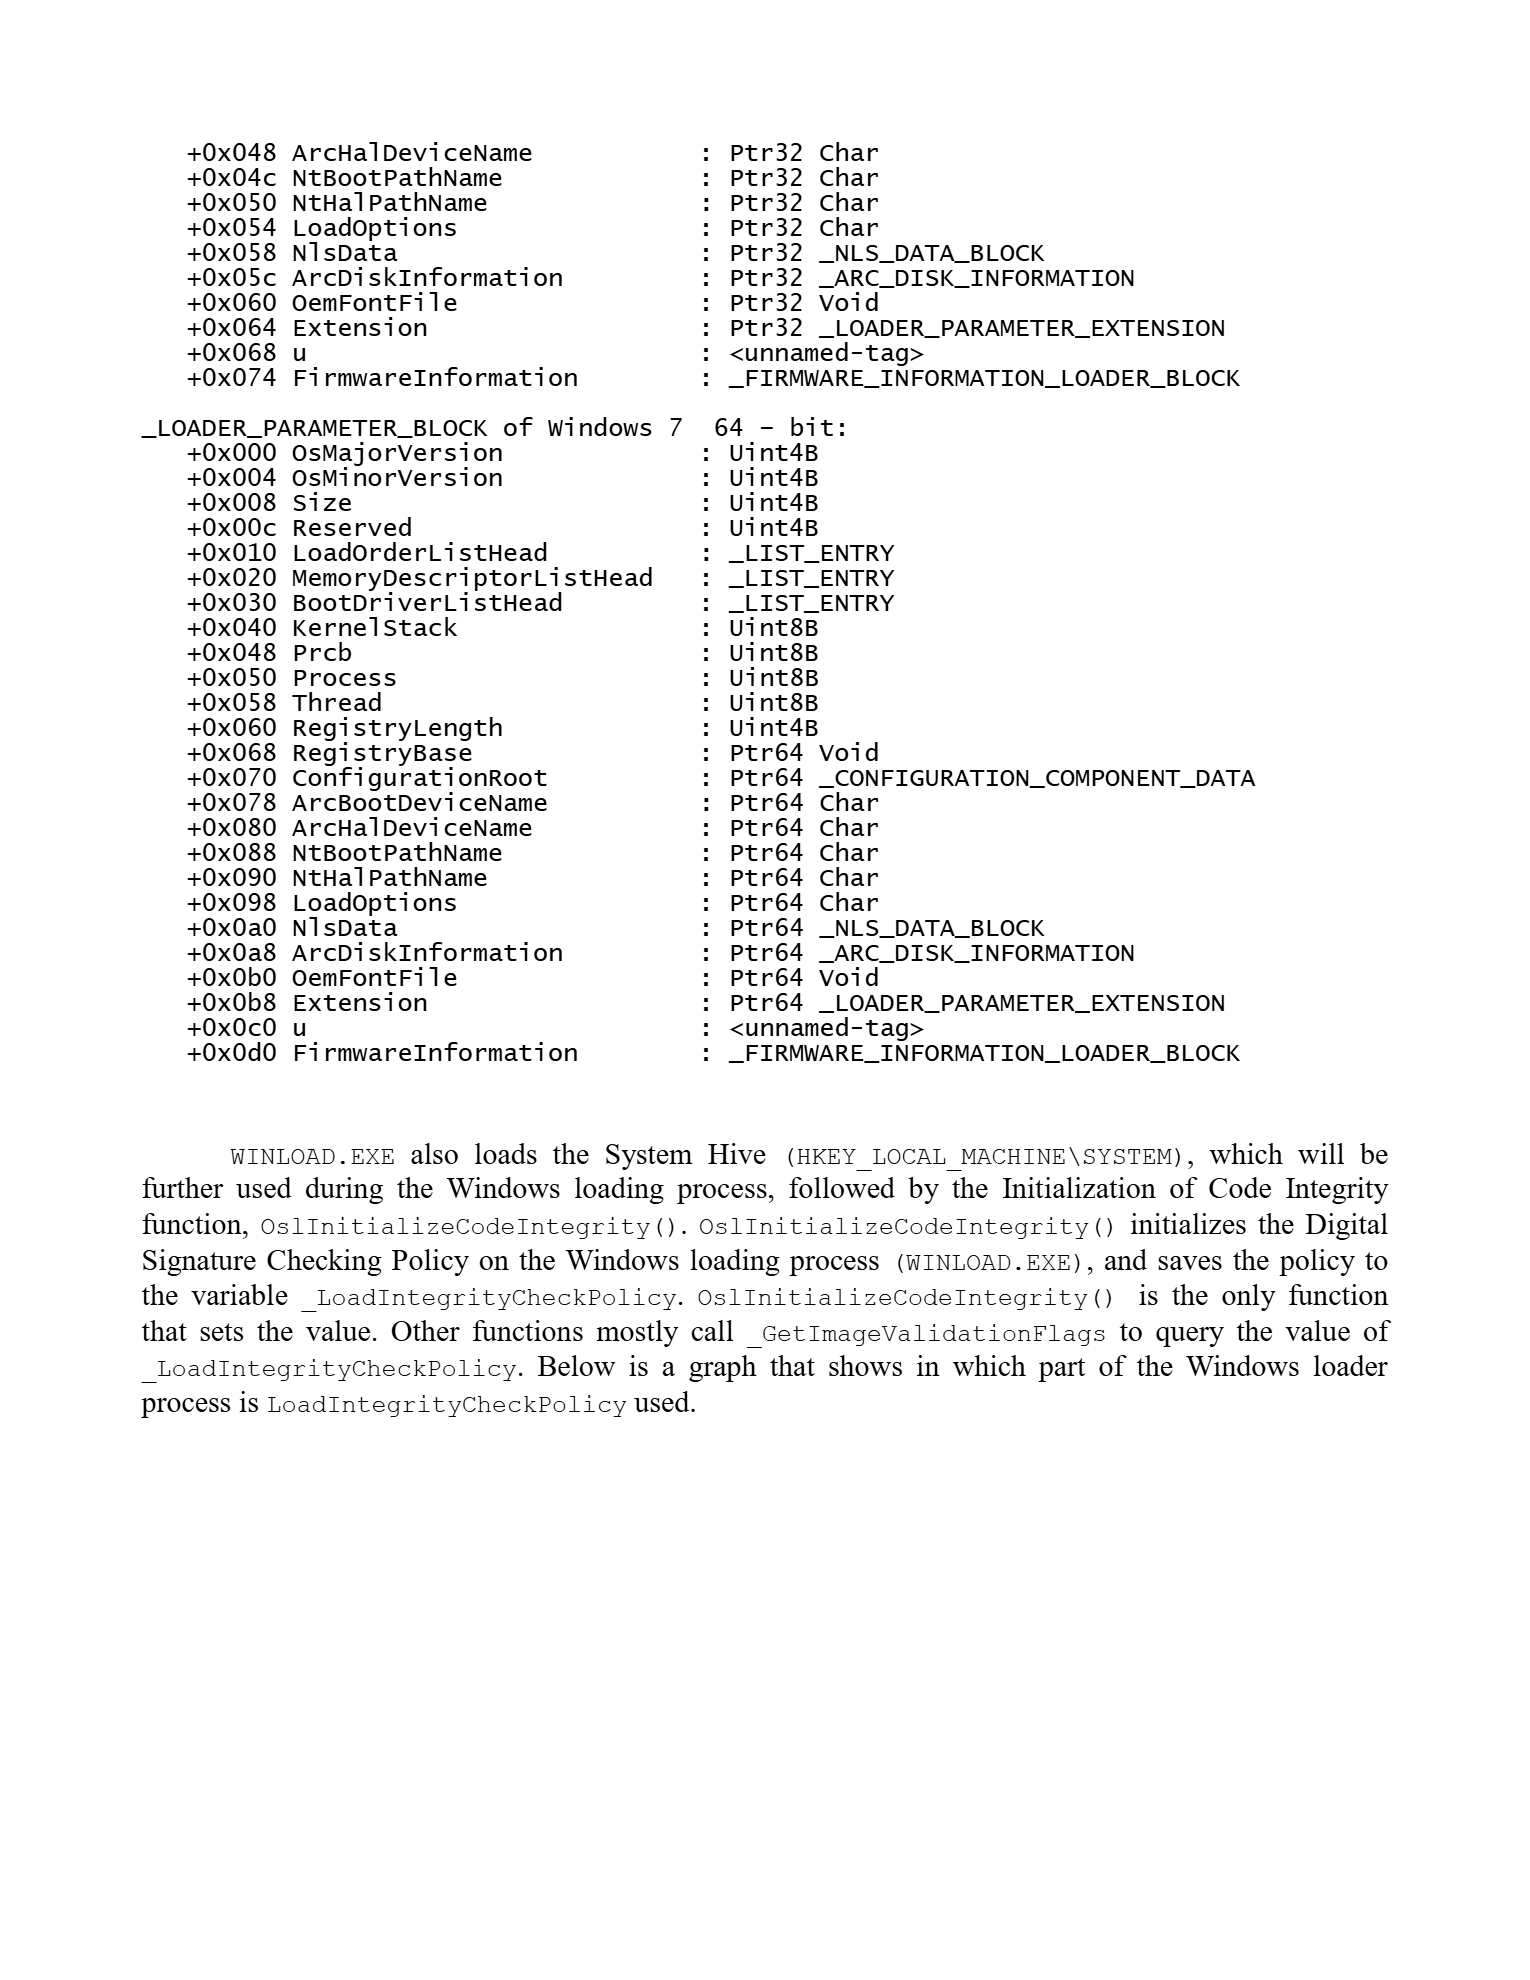 +0x048 ArcHalDeviceName : Ptr32 Char
+0x04c NtBootPathName : Ptr32 Char
+0x050 NtHalPathName : Ptr32 Char
+0x054 LoadOptions : Ptr32 Char
+0x058 NlsData : Ptr32 _NLS_DATA_BLOCK
+0x05c ArcDiskInformation : Ptr32 _ARC_DISK_INFORMATION
+0x060 OemFontFile : Ptr32 Void
+0x064 Extension : Ptr32 _LOADER_PARAMETER_EXTENSION
+0x068 u : <unnamed-tag>
+0x074 FirmwareInformation : _FIRMWARE_INFORMATION_LOADER_BLOCK
_LOADER_PARAMETER_BLOCK of Windows 7 64 – bit:
+0x000 OsMajorVersion : Uint4B
+0x004 OsMinorVersion : Uint4B
+0x008 Size : Uint4B
+0x00c Reserved : Uint4B
+0x010 LoadOrderListHead : _LIST_ENTRY
+0x020 MemoryDescriptorListHead : _LIST_ENTRY
+0x030 BootDriverListHead : _LIST_ENTRY
+0x040 KernelStack : Uint8B
+0x048 Prcb : Uint8B
+0x050 Process : Uint8B
+0x058 Thread : Uint8B
+0x060 RegistryLength : Uint4B
+0x068 RegistryBase : Ptr64 Void
+0x070 ConfigurationRoot : Ptr64 _CONFIGURATION_COMPONENT_DATA
+0x078 ArcBootDeviceName : Ptr64 Char
+0x080 ArcHalDeviceName : Ptr64 Char
+0x088 NtBootPathName : Ptr64 Char
+0x090 NtHalPathName : Ptr64 Char
+0x098 LoadOptions : Ptr64 Char
+0x0a0 NlsData : Ptr64 _NLS_DATA_BLOCK
+0x0a8 ArcDiskInformation : Ptr64 _ARC_DISK_INFORMATION
+0x0b0 OemFontFile : Ptr64 Void
+0x0b8 Extension : Ptr64 _LOADER_PARAMETER_EXTENSION
+0x0c0 u : <unnamed-tag>
+0x0d0 FirmwareInformation : _FIRMWARE_INFORMATION_LOADER_BLOCK
WINLOAD.EXE also loads the System Hive (HKEY_LOCAL_MACHINE\SYSTEM), which will be
further used during the Windows loading process, followed by the Initialization of Code Integrity
function, OslInitializeCodeIntegrity(). OslInitializeCodeIntegrity() initializes the Digital
Signature Checking Policy on the Windows loading process (WINLOAD.EXE), and saves the policy to
the variable _LoadIntegrityCheckPolicy. OslInitializeCodeIntegrity() is the only function
that sets the value. Other functions mostly call _GetImageValidationFlags to query the value of
_LoadIntegrityCheckPolicy. Below is a graph that shows in which part of the Windows loader
process is LoadIntegrityCheckPolicy used.